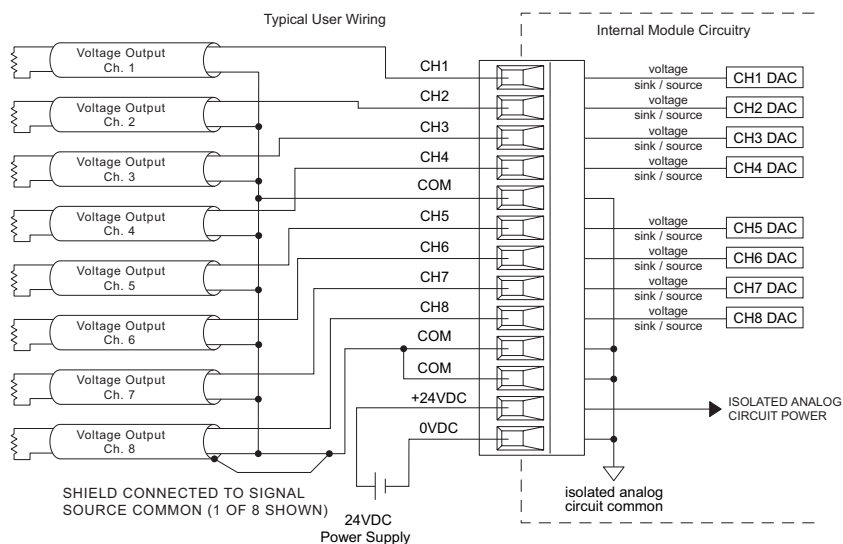 Typical User Wiring
Internal Module Circuitry
Voltage Output
Ch. 1
Voltage Output
Ch. 2
Voltage Output
Ch. 3
Voltage Output
Ch. 4
Voltage Output
Ch. 5
Voltage Output
Ch. 6
Voltage Output
Ch. 7
Voltage Output
Ch. 8
SHIELD CONNECTED TO SIGNAL
SOURCE COMMON (1 OF 8 SHOWN)
24VDC
Power Supply
CH1
CH2
CH3
CH4
COM
CH5
CH6
CH7
CH8
COM
COM
+24VDC
0VDC
voltage
sink / source
CH1 DAC
voltage
sink / source
CH2 DAC
voltage
sink / source
CH3 DAC
voltage
sink / source
CH4 DAC
voltage
sink / source
CH5 DAC
voltage
sink / source
CH6 DAC
voltage
sink / source
CH7 DAC
voltage
sink / source
CH8 DAC
ISOLATED ANALOG
CIRCUIT POWER
isolated analog
circuit common